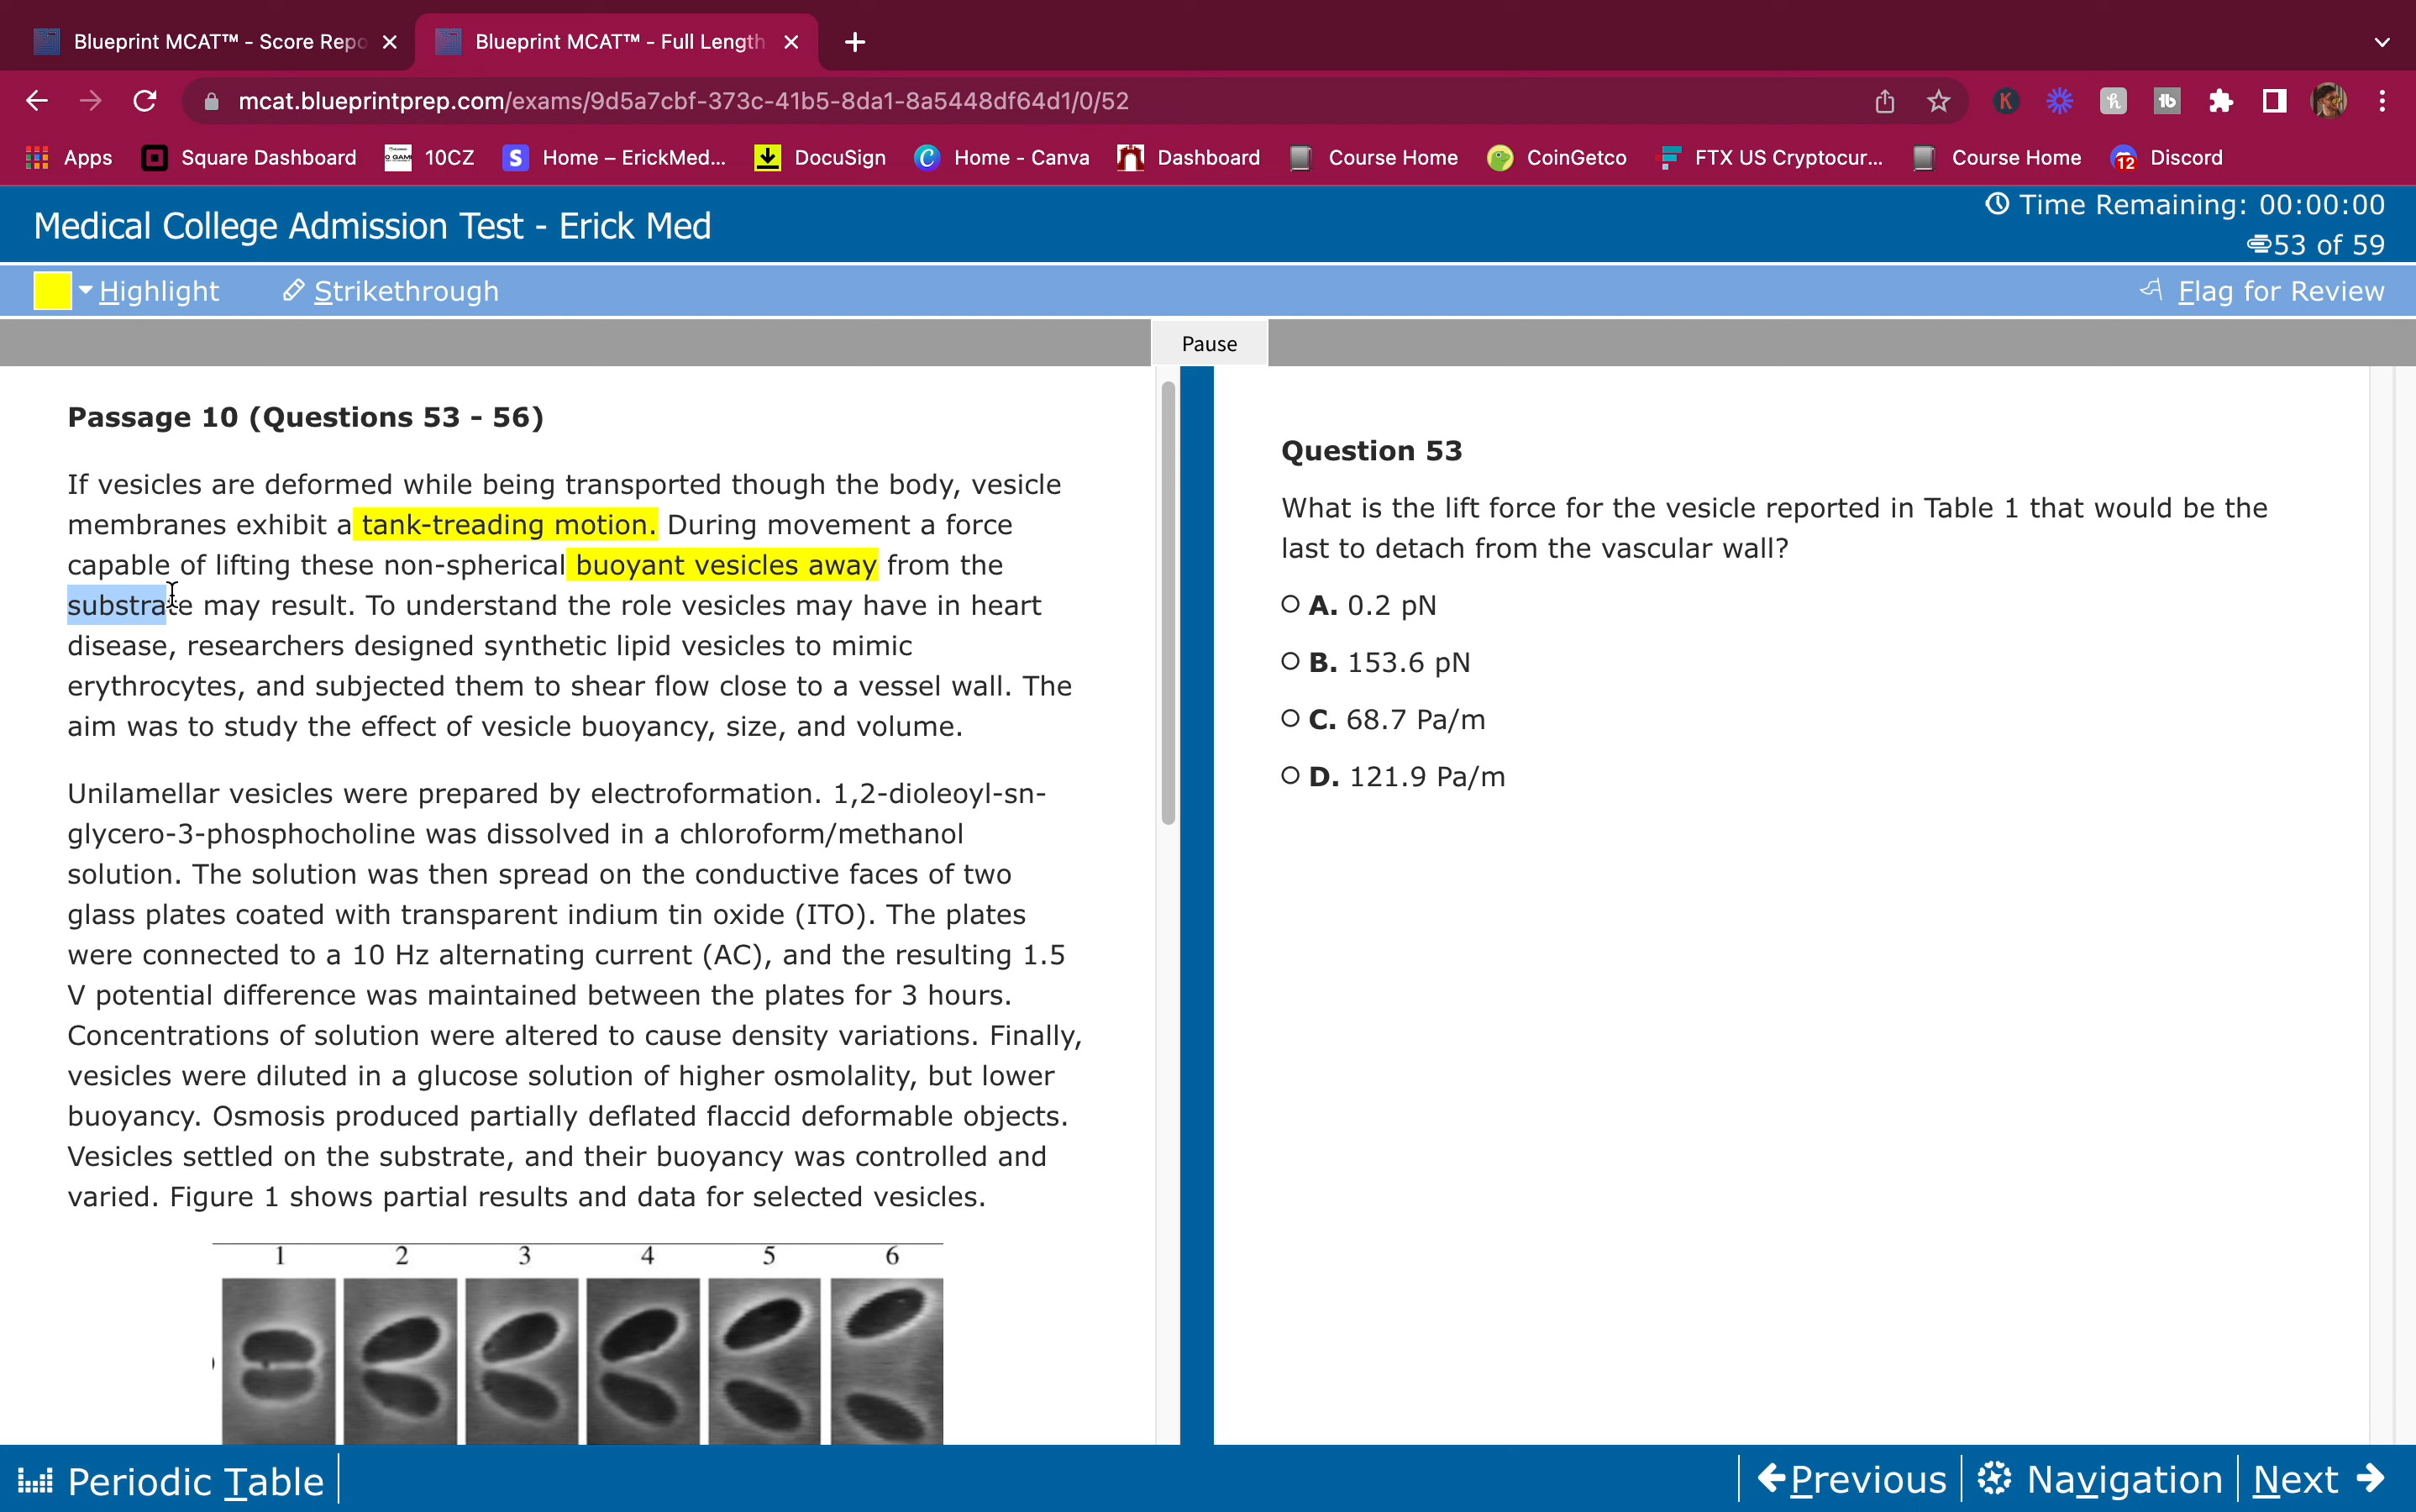 Blueprint MCAT™ - Score Repo
Blueprint MCAT™ - Full Length
mcat.blueprintprep.com/exams/9d5a7cbf-373c-41b5-8da1-8a5448df64d1/0/52
Apps
Square Dashboard
10CZ
Home – ErickMed...
DocuSign
Home - Canva
Dashboard
Course Home
CoinGetco
FTX US Cryptocur...
Course Home
12
Discord
Medical College Admission Test - Erick Med
Time Remaining: 00:00:00
53 of 59
Highlight
Strikethrough
Flag for Review
Pause
Passage 10 (Questions 53 - 56)
If vesicles are deformed while being transported though the body, vesicle
membranes exhibit a tank-treading motion. During movement a force
capable of lifting these non-spherical buoyant vesicles away from the
substrate may result. To understand the role vesicles may have in heart
disease, researchers designed synthetic lipid vesicles to mimic
erythrocytes, and subjected them to shear flow close to a vessel wall. The
aim was to study the effect of vesicle buoyancy, size, and volume.
Unilamellar vesicles were prepared by electroformation. 1,2-dioleoyl-sn-
glycero-3-phosphocholine was dissolved in a chloroform/methanol
solution. The solution was then spread on the conductive faces of two
glass plates coated with transparent indium tin oxide (ITO). The plates
were connected to a 10 Hz alternating current (AC), and the resulting 1.5
V potential difference was maintained between the plates for 3 hours.
Concentrations of solution were altered to cause density variations. Finally,
vesicles were diluted in a glucose solution of higher osmolality, but lower
buoyancy. Osmosis produced partially deflated flaccid deformable objects.
Vesicles settled on the substrate, and their buoyancy was controlled and
varied. Figure 1 shows partial results and data for selected vesicles.
1 2 3 4 5 6
Question 53
What is the lift force for the vesicle reported in Table 1 that would be the
last to detach from the vascular wall?
A. 0.2 pN
B. 153.6 pN
C. 68.7 Pa/m
D. 121.9 Pa/m
Periodic Table
Previous
Navigation
Next